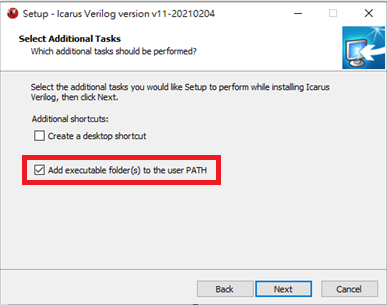 Setup - Icarus Verilog version v11-20210204
Select Additional Tasks
Which additional tasks should be performed?
Select the additional tasks you would like Setup to perform while installing Icarus
Verilog, then click Next.
Additional shortcuts:
Create a desktop shortcut
Add executable folder(s) to the user PATH
Back
Next
Cancel